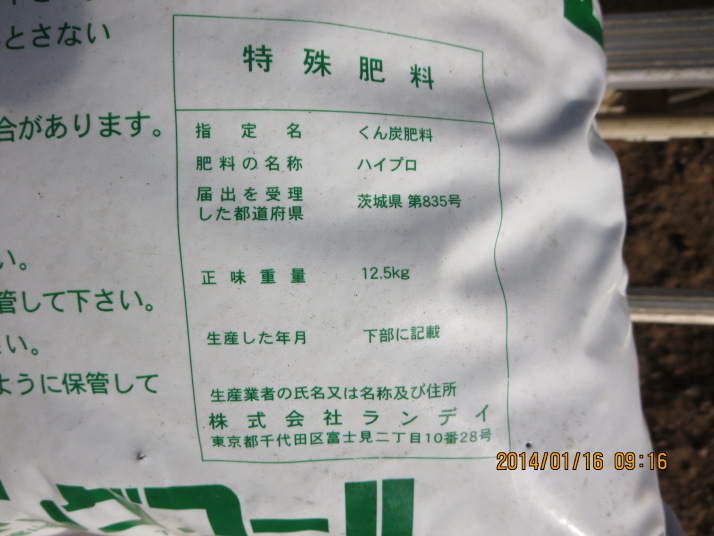 とさない
合があります。
い。
管して下さい。
い。
ように保管して
特殊肥料
指定名 くん炭肥料
肥料の名称 ハイプロ
届出を受理
した都道府県 茨城県 第835号
正味重量 12.5kg
生産した年月 下部に記載
生産業者の氏名又は名称及び住所
株式会社ランデイ
東京都千代田区富士見二丁目10番28号
2014/01/16 09:16